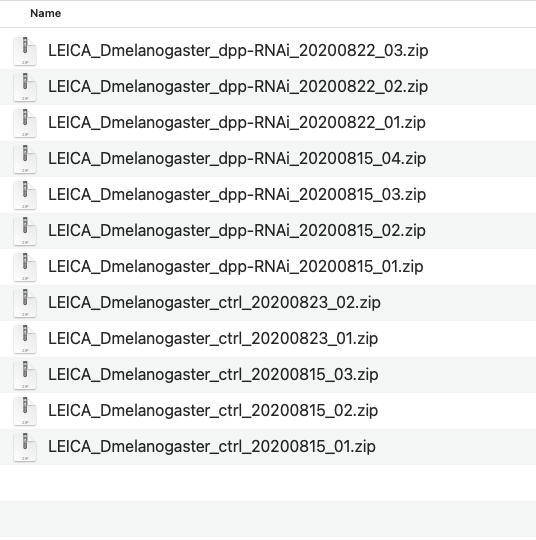 Name
LEICA_Dmelanogaster_dpp-RNAi_20200822_03.zip
LEICA_Dmelanogaster_dpp-RNAi_20200822_02.zip
LEICA_Dmelanogaster_dpp-RNAi_20200822_01.zip
LEICA_Dmelanogaster_dpp-RNAi_20200815_04.zip
LEICA_Dmelanogaster_dpp-RNAi_20200815_03.zip
LEICA_Dmelanogaster_dpp-RNAi_20200815_02.zip
LEICA_Dmelanogaster_dpp-RNAi_20200815_01.zip
LEICA_Dmelanogaster_ctrl_20200823_02.zip
LEICA_Dmelanogaster_ctrl_20200823_01.zip
LEICA_Dmelanogaster_ctrl_20200815_03.zip
LEICA_Dmelanogaster_ctrl_20200815_02.zip
LEICA_Dmelanogaster_ctrl_20200815_01.zip